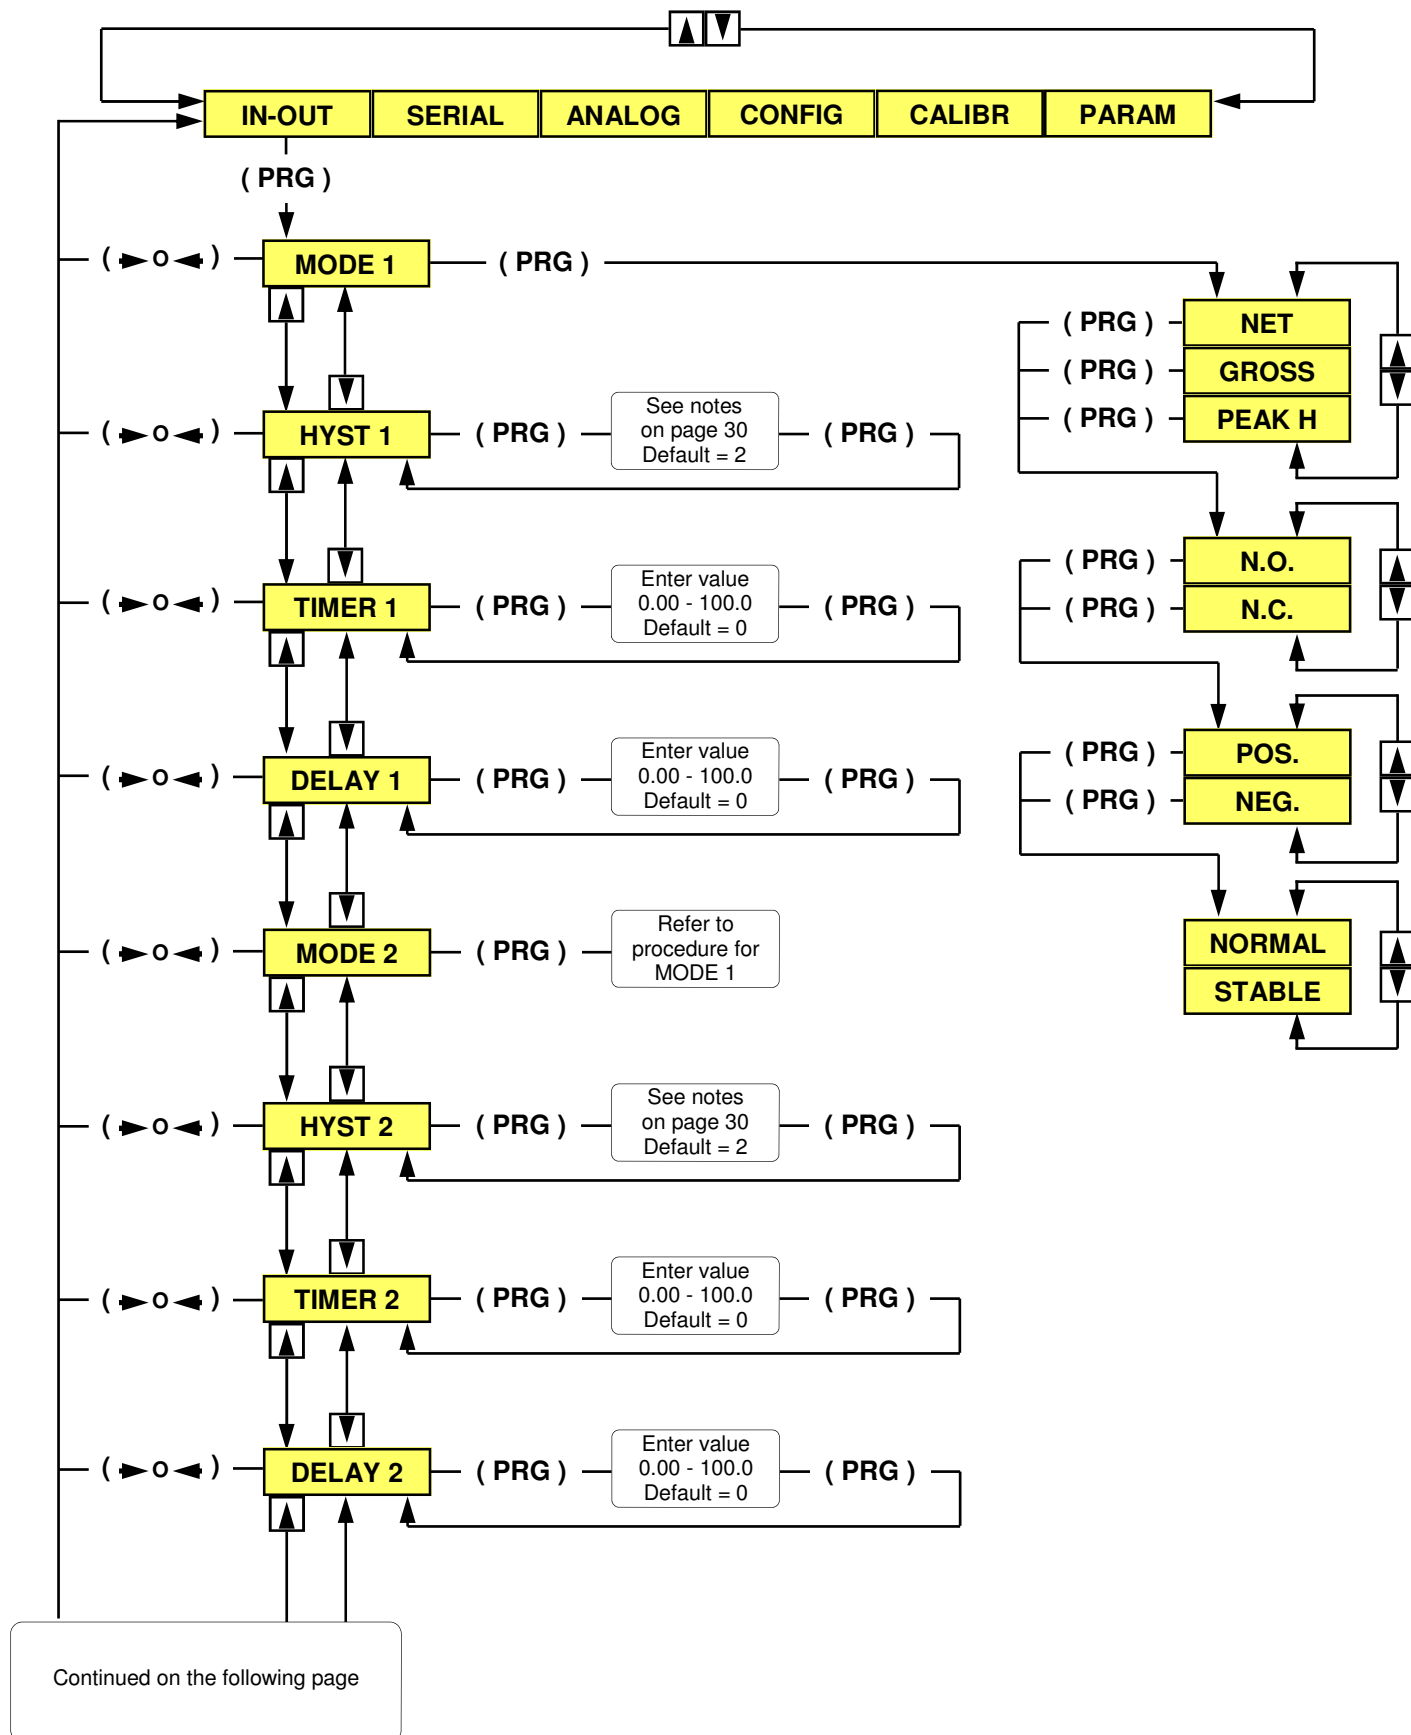 IN-OUT SERIAL ANALOG CONFIG CALIBR PARAM
( PRG )
( ►O◄ ) MODE 1 ( PRG )
( PRG ) NET
( PRG ) GROSS
( PRG ) PEAK H
( ►O◄ ) HYST 1 ( PRG ) See notes
on page 30
Default = 2 ( PRG )
( PRG ) N.O.
( PRG ) N.C.
( ►O◄ ) TIMER 1 ( PRG ) Enter value
0.00 - 100.0
Default = 0 ( PRG )
( PRG ) POS.
( PRG ) NEG.
( ►O◄ ) DELAY 1 ( PRG ) Enter value
0.00 - 100.0
Default = 0 ( PRG )
NORMAL
STABLE
( ►O◄ ) MODE 2 ( PRG ) Refer to
procedure for
MODE 1
( ►O◄ ) HYST 2 ( PRG ) See notes
on page 30
Default = 2 ( PRG )
( ►O◄ ) TIMER 2 ( PRG ) Enter value
0.00 - 100.0
Default = 0 ( PRG )
( ►O◄ ) DELAY 2 ( PRG ) Enter value
0.00 - 100.0
Default = 0 ( PRG )
Continued on the following page